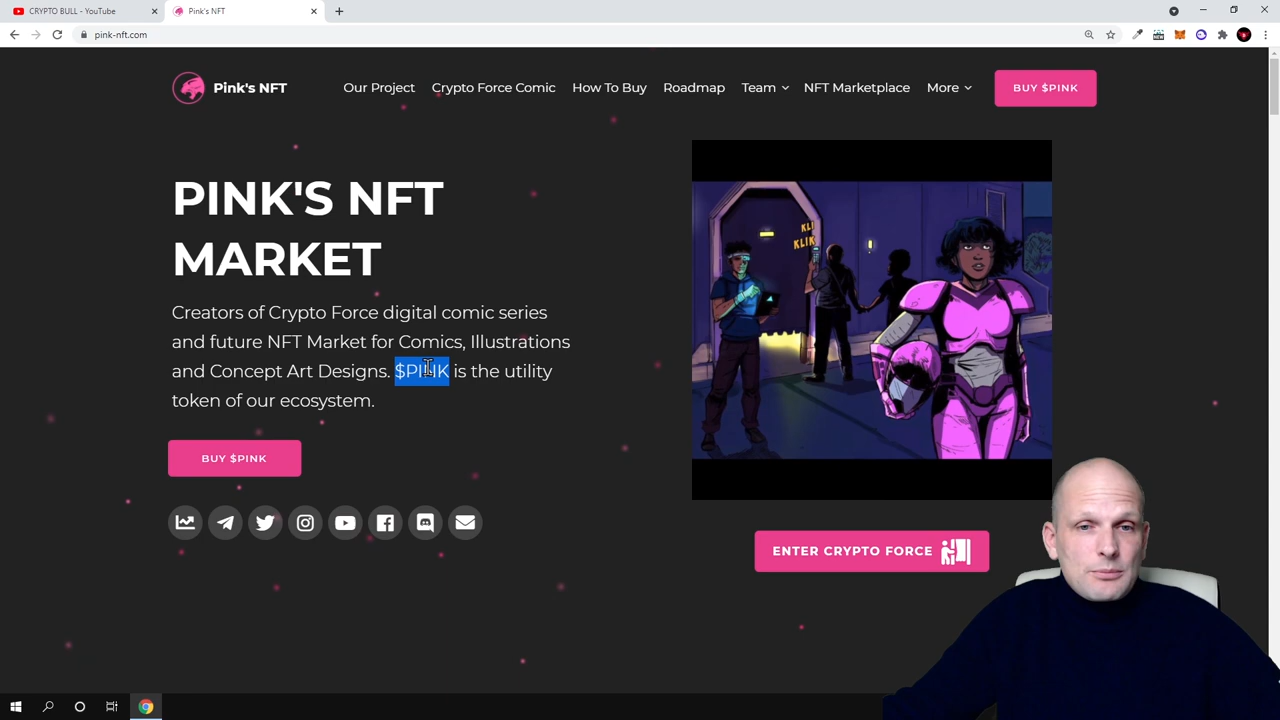 CRYPTO BULL - YouTube
Pink's NFT
pink-nft.com
Pink's NFT
Our Project
Crypto Force Comic
How To Buy
Roadmap
Team
NFT Marketplace
More
BUY $PINK
PINK'S NFT
MARKET
Creators of Crypto Force digital comic series
and future NFT Market for Comics, Illustrations
and Concept Art Designs. $PINK is the utility
token of our ecosystem.
BUY $PINK
KLI
KLIK
ENTER CRYPTO FORCE